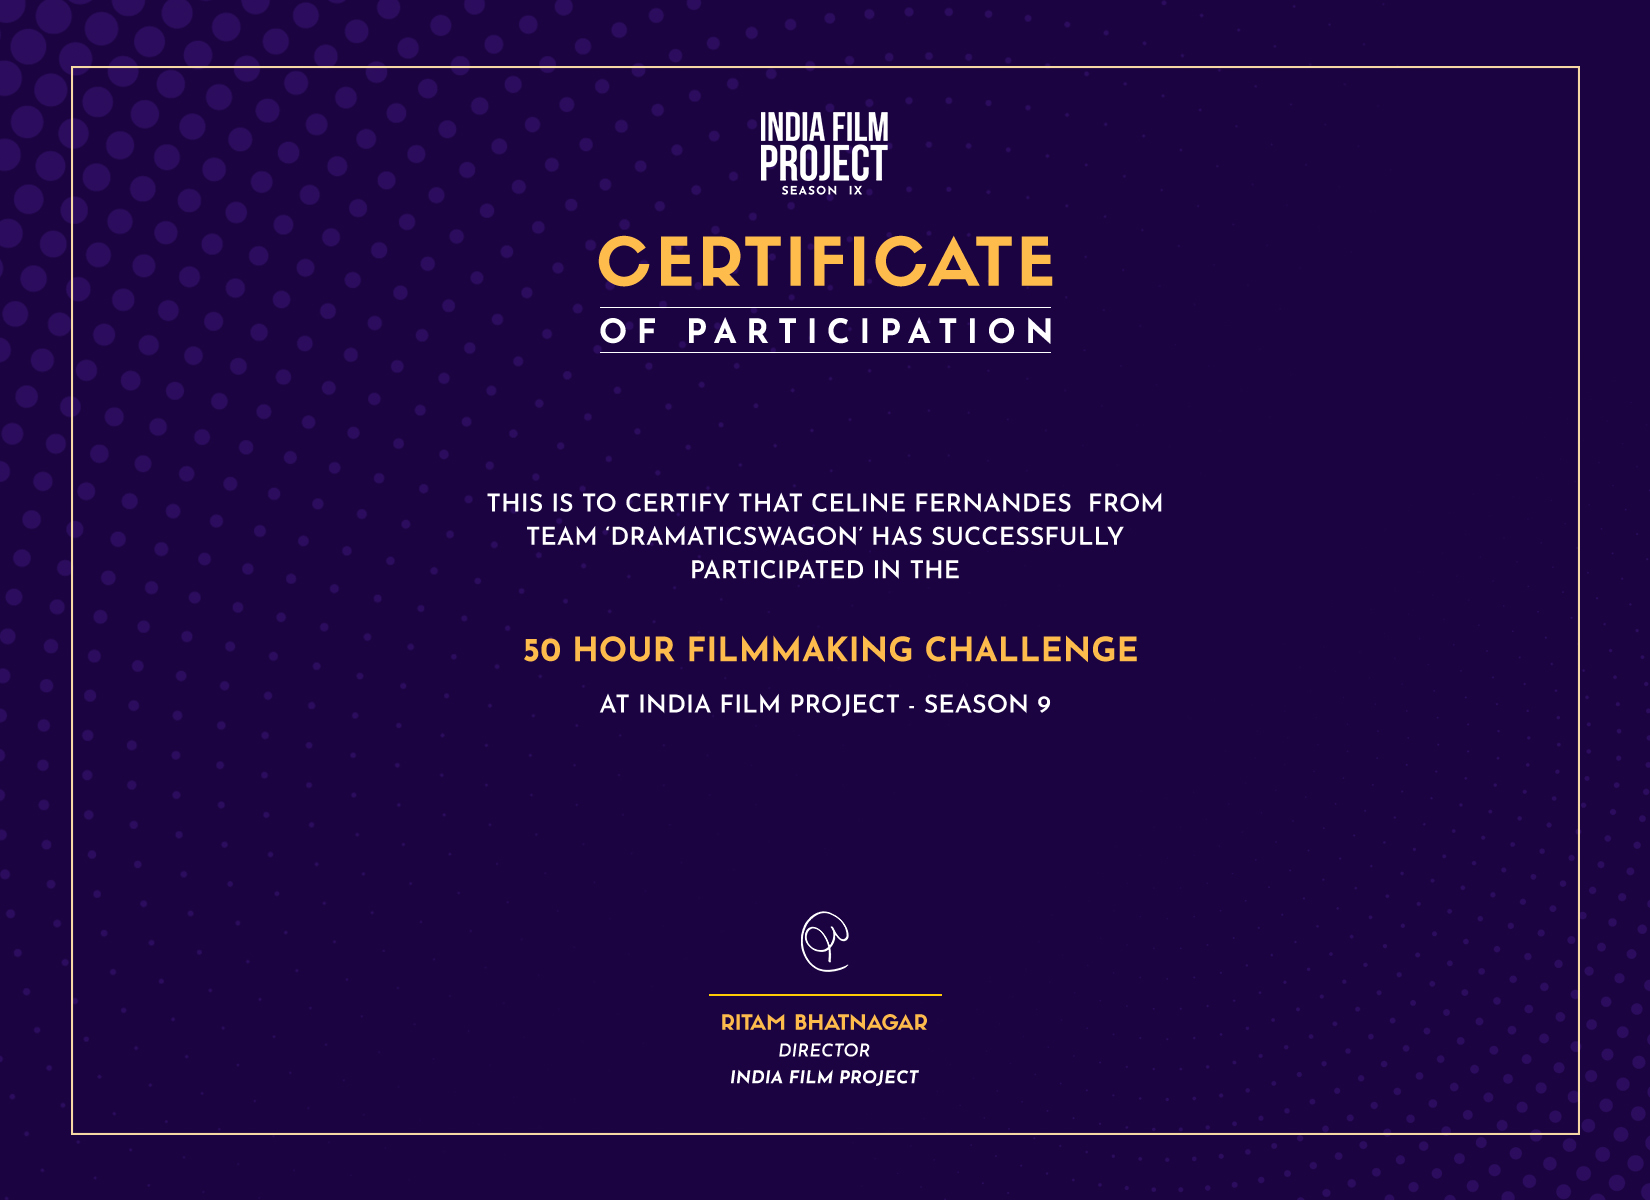 INDIA FILM
PROJECT
SEASON IX
CERTIFICATE
OF PARTICIPATION
THIS IS TO CERTIFY THAT CELINE FERNANDES FROM
TEAM ‘DRAMATICSWAGON’ HAS SUCCESSFULLY
PARTICIPATED IN THE
50 HOUR FILMMAKING CHALLENGE
AT INDIA FILM PROJECT - SEASON 9
RITAM BHATNAGAR
DIRECTOR
INDIA FILM PROJECT